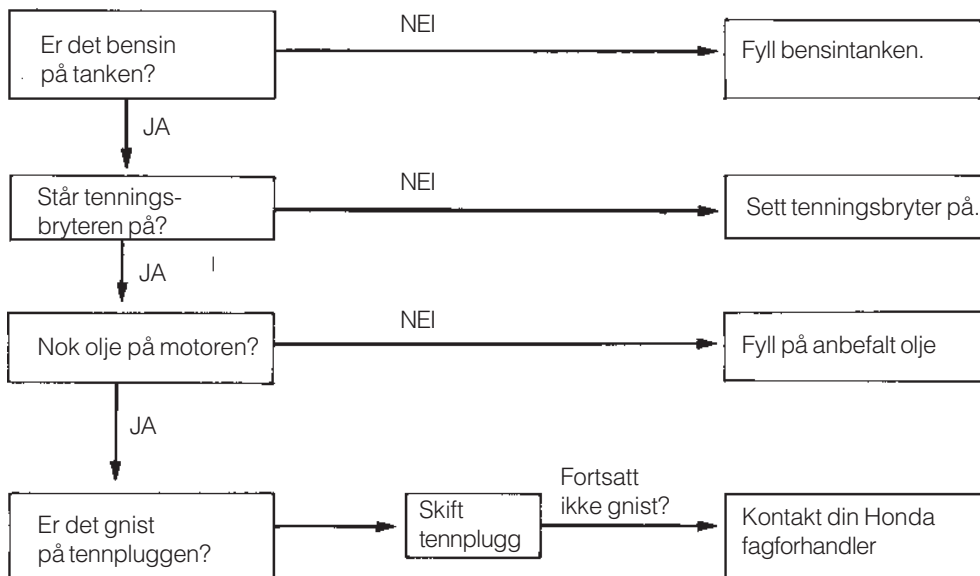 Er det bensin
på tanken?
NEI
Fyll bensintanken.
JA
Står tennings-
bryteren på?
NEI
Sett tenningsbryter på.
JA
Nok olje på motoren?
NEI
Fyll på anbefalt olje
JA
Er det gnist
på tennpluggen?
Skift
tennplugg
Fortsatt
ikke gnist?
Kontakt din Honda
fagforhandler